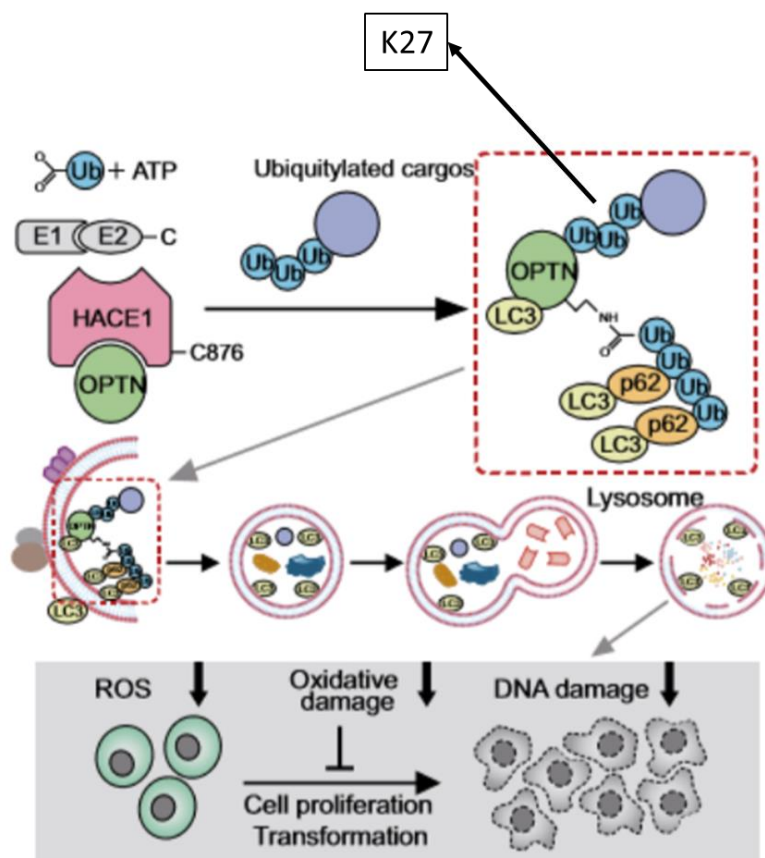 K27
Ub + ATP
Ubiquitylated cargos
E1 E2 C
HACE1
C876
OPTN
Ub Ub Ub
Ub Ub Ub
OPTN
LC3
NH
O
Ub
Ub
Ub
Ub
p62
LC3
p62
LC3
Lysosome
OPTN
LC3
ROS
Oxidative
damage
DNA damage
Cell proliferation
Transformation